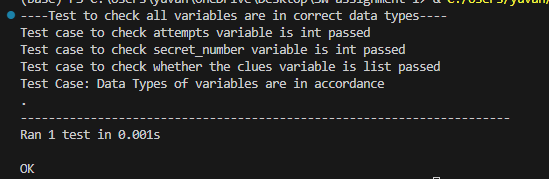 (base) PS C:\Users\yuvan\OneDrive\Desktop\SW assignment 1>
----Test to check all variables are in correct data types----
Test case to check attempts variable is int passed
Test case to check secret_number variable is int passed
Test case to check whether the clues variable is list passed
Test Case: Data Types of variables are in accordance
.
----------------------------------------------------------------------
Ran 1 test in 0.001s
OK